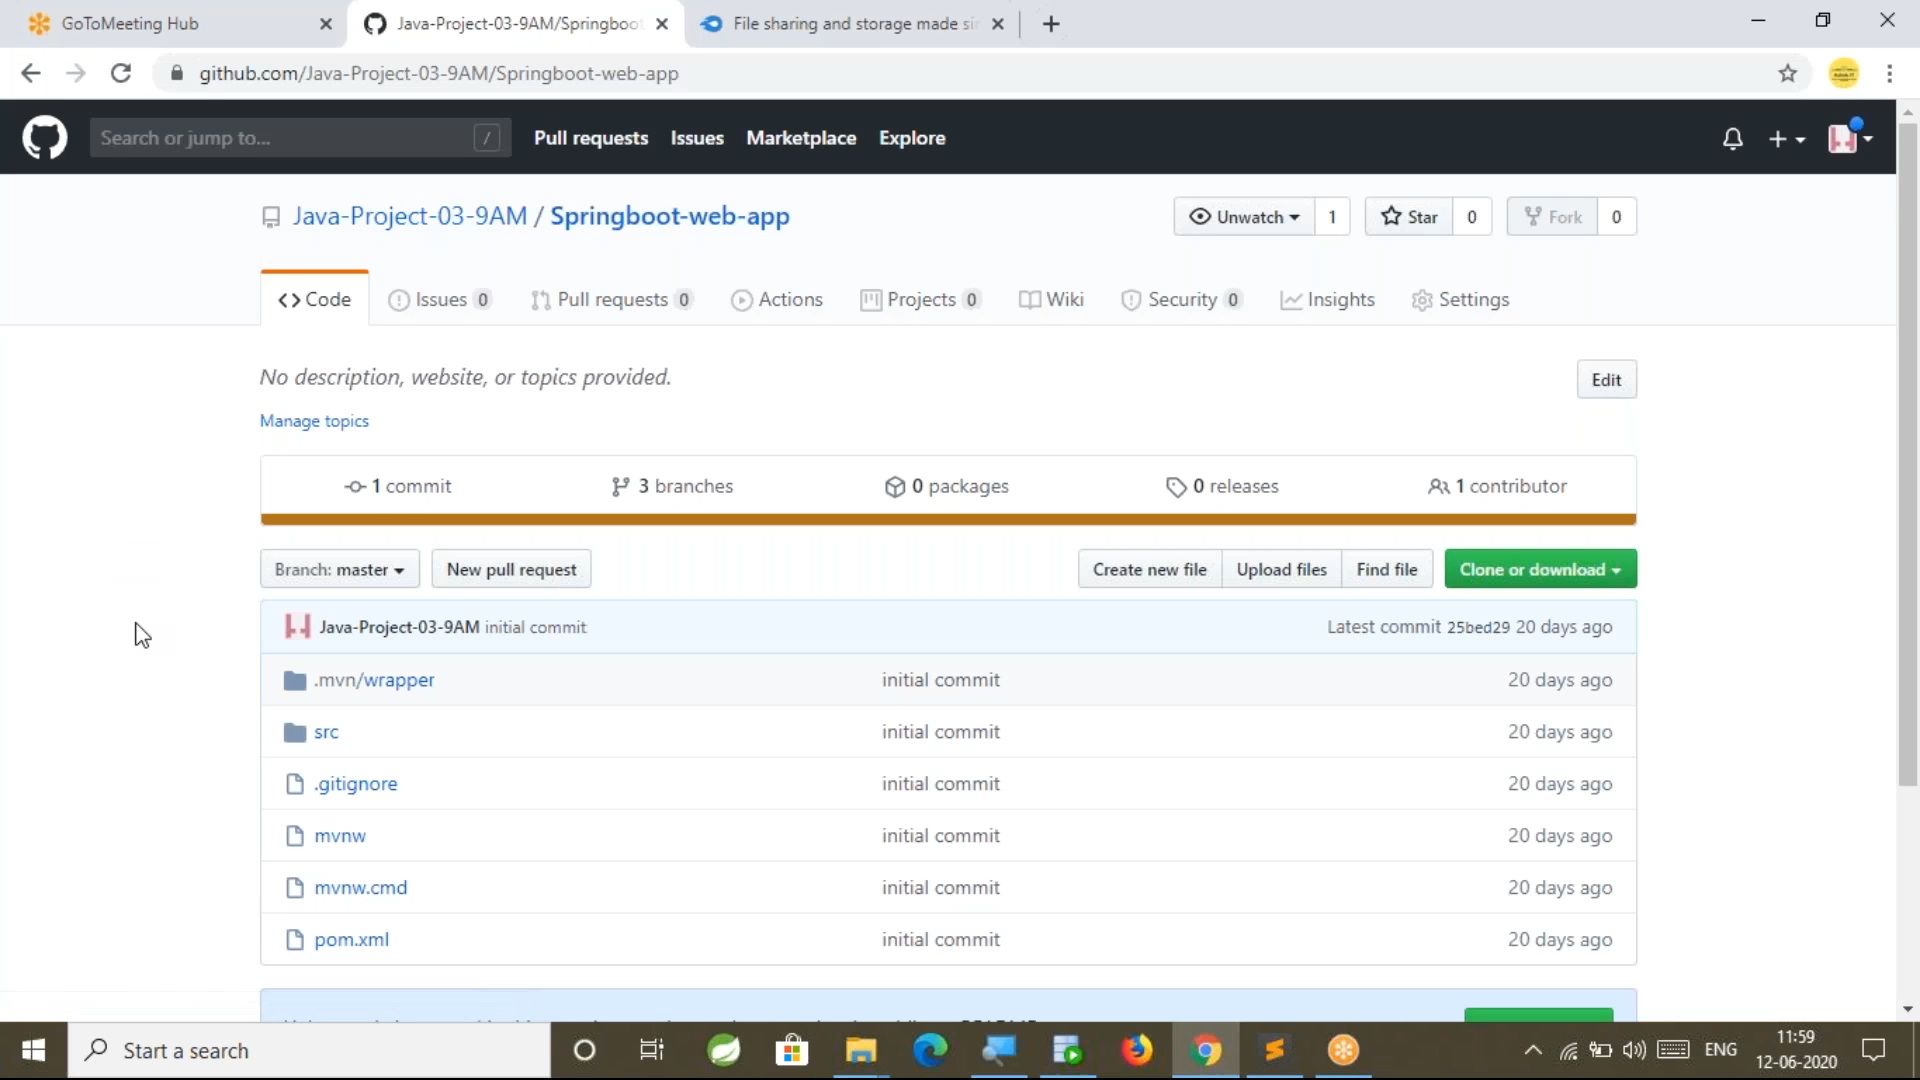 GoToMeeting Hub
Java-Project-03-9AM/Springboo
File sharing and storage made si
github.com/Java-Project-03-9AM/Springboot-web-app
Search or jump to... /
Pull requests Issues Marketplace Explore
Java-Project-03-9AM / Springboot-web-app
Unwatch 1 Star 0 Fork 0
Code Issues 0 Pull requests 0 Actions Projects 0 Wiki Security 0 Insights Settings
No description, website, or topics provided.
Edit
Manage topics
1 commit 3 branches 0 packages 0 releases 1 contributor
Branch: master New pull request Create new file Upload files Find file Clone or download
Java-Project-03-9AM initial commit Latest commit 25bed29 20 days ago
.mvn/wrapper initial commit 20 days ago
src initial commit 20 days ago
.gitignore initial commit 20 days ago
mvnw initial commit 20 days ago
mvnw.cmd initial commit 20 days ago
pom.xml initial commit 20 days ago
Start a search
ENG
11:59
12-06-2020